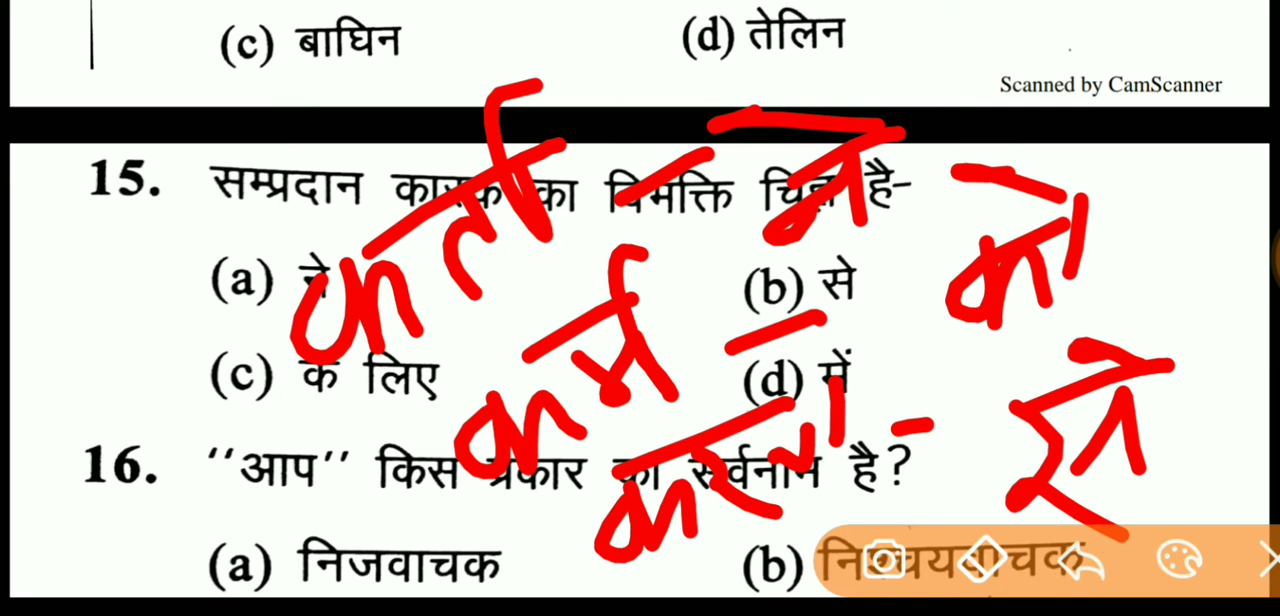 (c) बाघिन (d) तेलिन
Scanned by CamScanner
15. सम्प्रदान कारक का विभक्ति चिह्न है-
(a) ने (b) से
(c) के लिए (d) में
16. ‘‘आप’’ किस प्रकार का सर्वनाम है?
(a) निजवाचक (b) निश्चयवाचक
कर्ता - ने
कर्म - को
करण - से